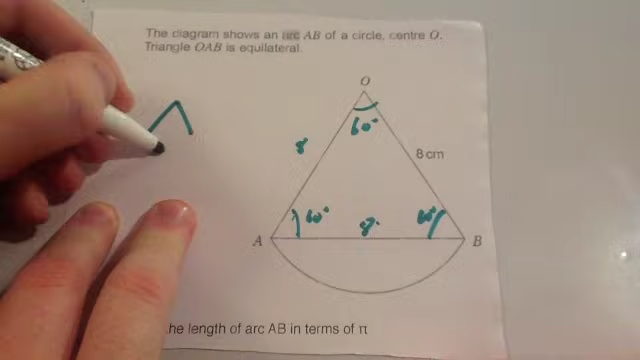 The diagram shows an arc AB of a circle, centre O.
Triangle OAB is equilateral.
O
60°
8
8 cm
60°
8
60°
A
B
he length of arc AB in terms of π